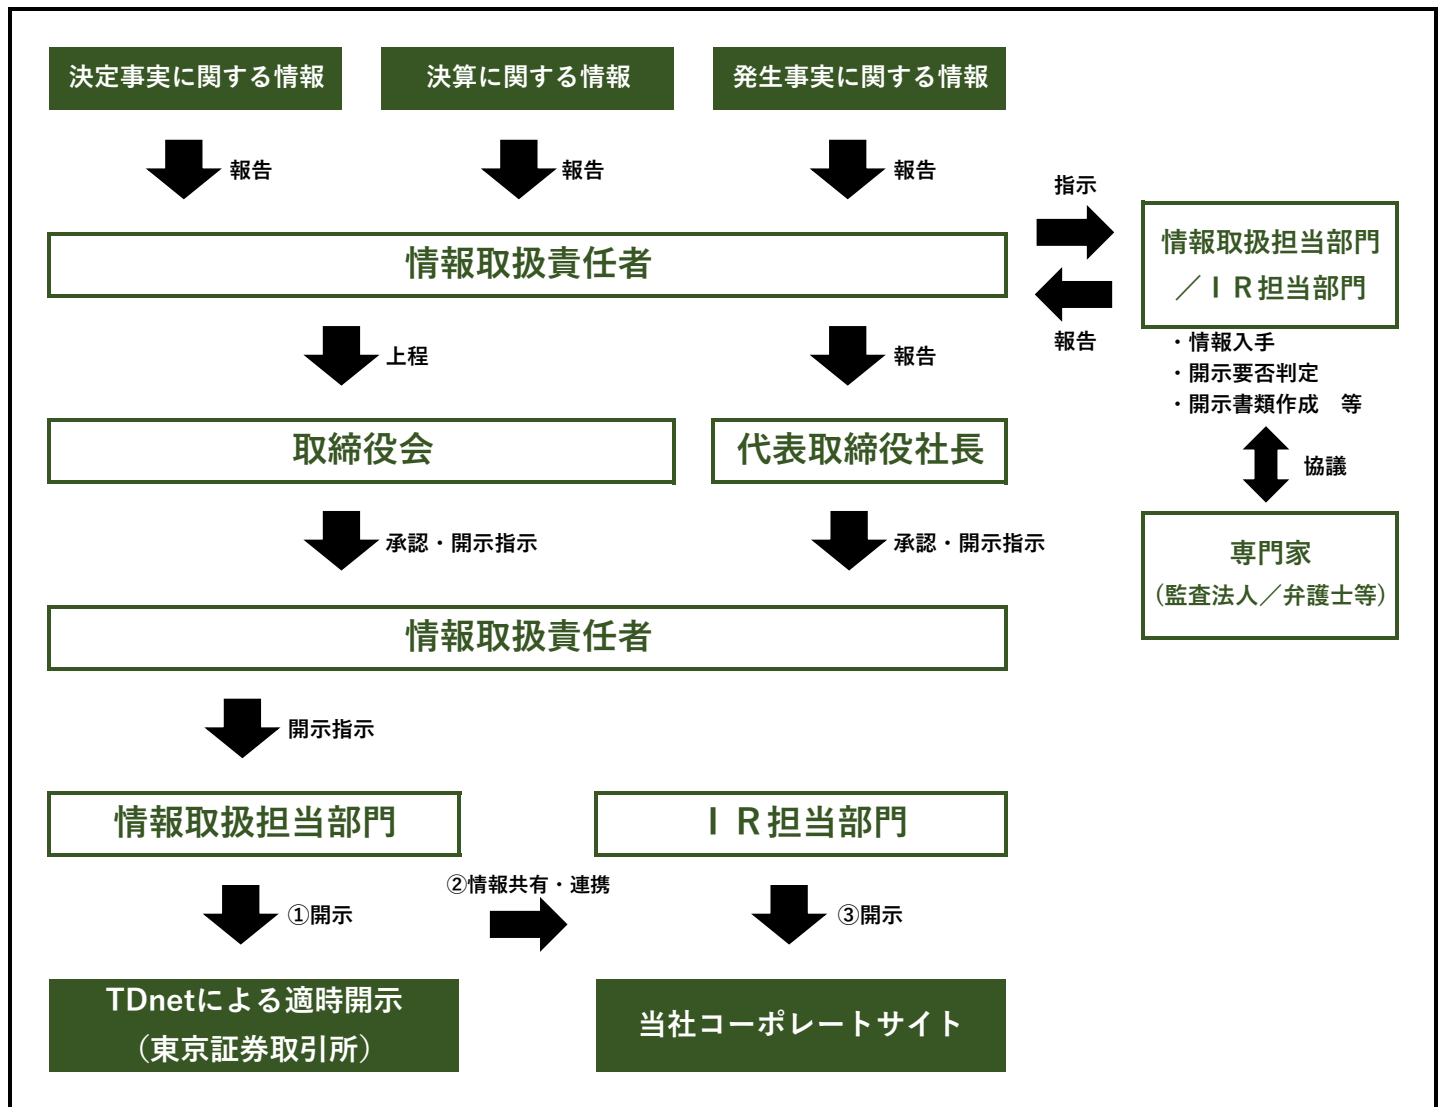 決定事実に関する情報
決算に関する情報
発生事実に関する情報
報告
報告
報告
指示
情報取扱責任者
情報取扱担当部門
／ＩＲ担当部門
報告
・情報入手
・開示要否判定
・開示書類作成　等
上程
報告
取締役会
代表取締役社長
協議
承認・開示指示
承認・開示指示
専門家
(監査法人／弁護士等)
情報取扱責任者
開示指示
情報取扱担当部門
ＩＲ担当部門
②情報共有・連携
①開示
③開示
TDnetによる適時開示
（東京証券取引所）
当社コーポレートサイト